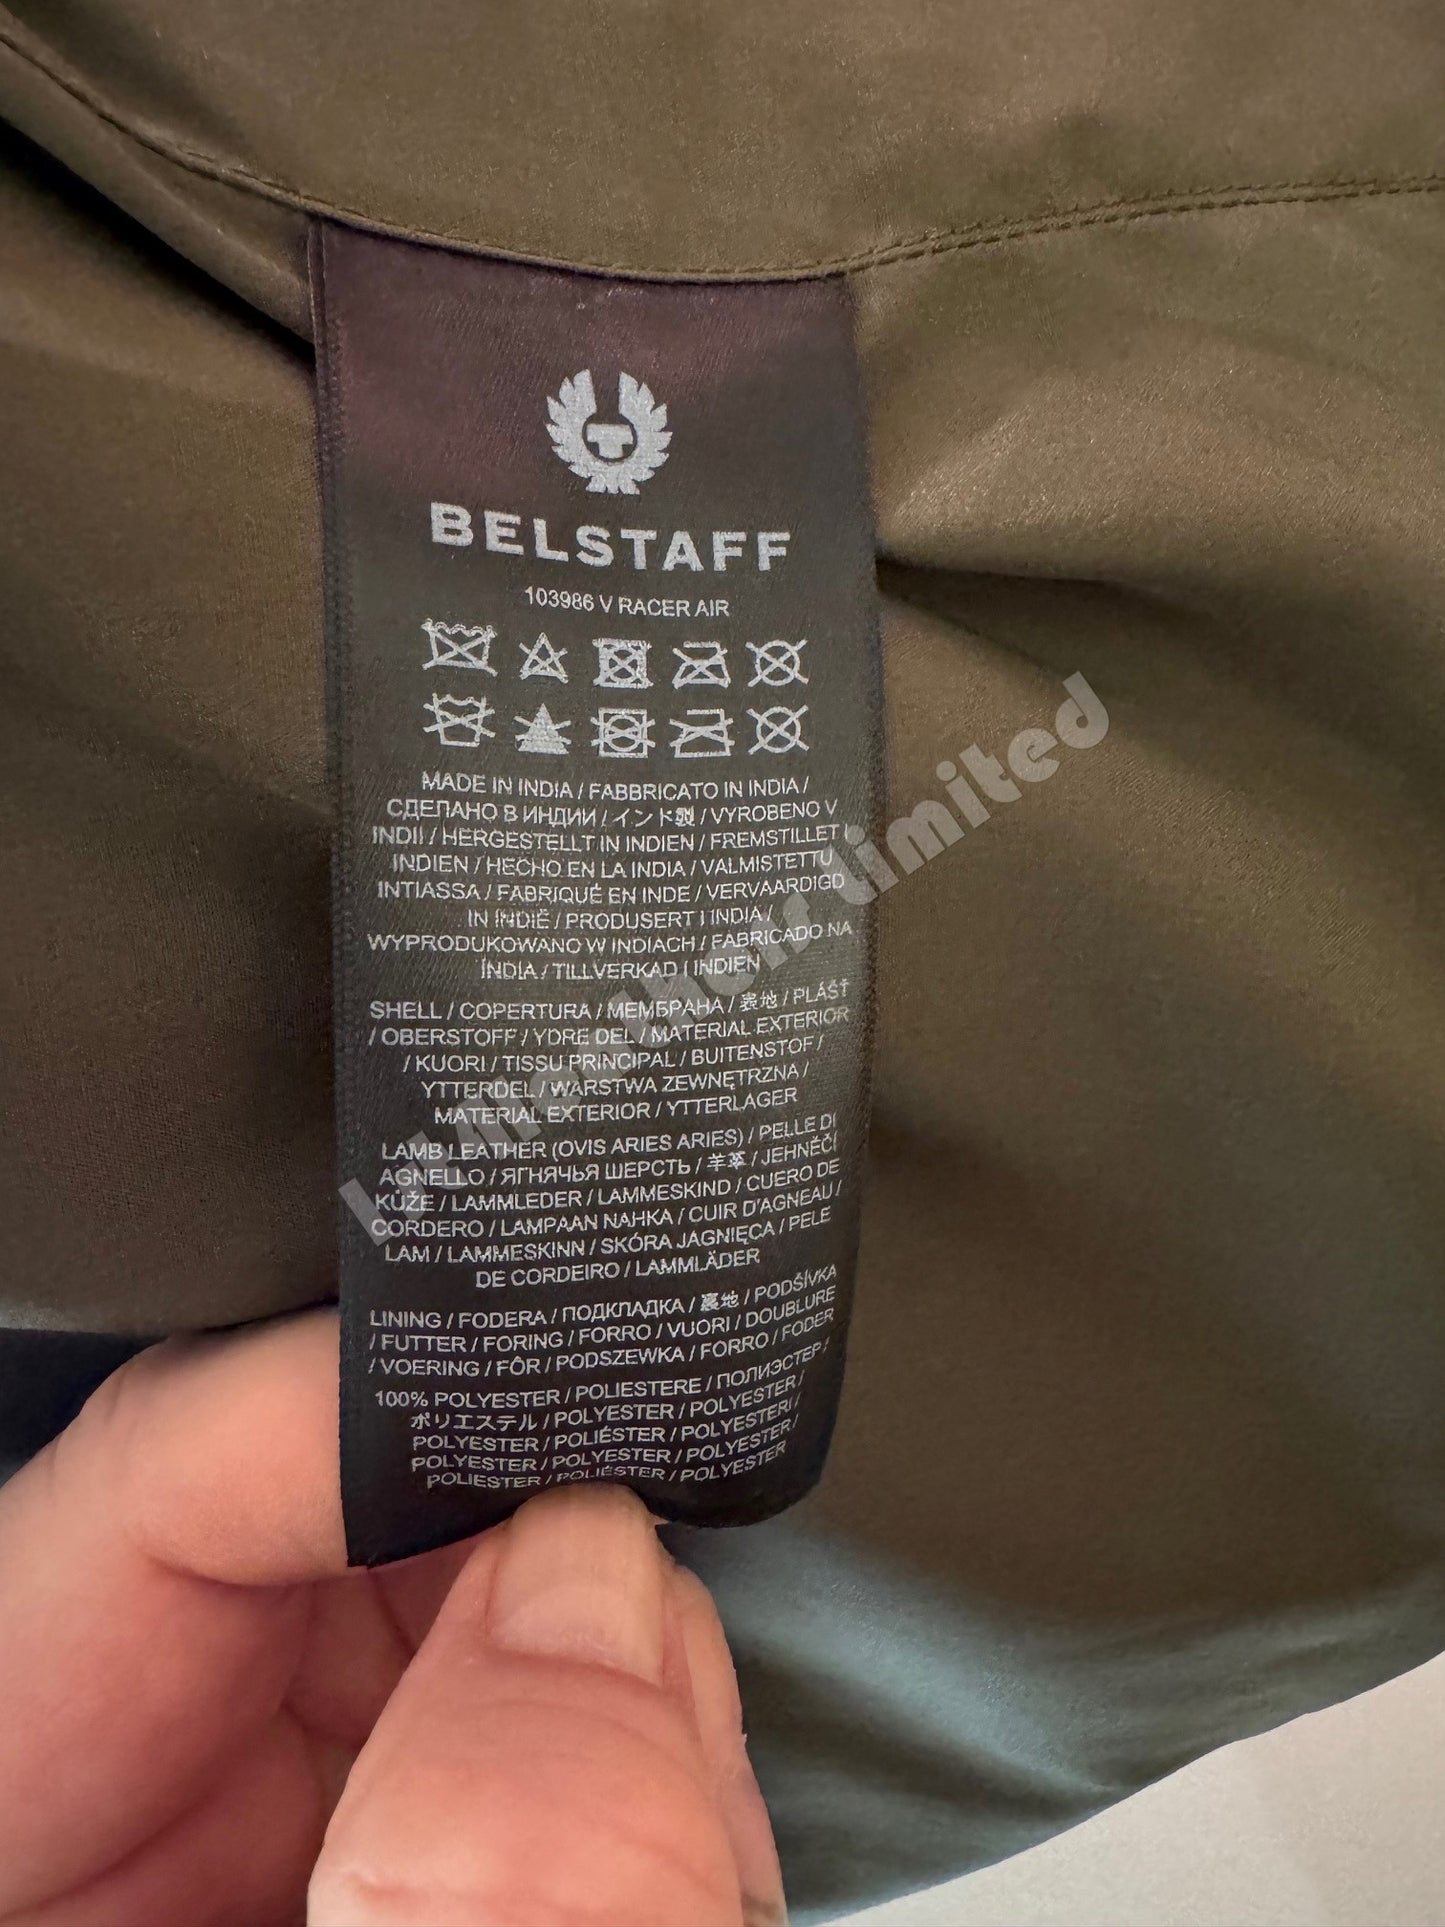 BELSTAFF
103986 V RACER AIR
MADE IN INDIA / FABBRICATO IN INDIA /
СДЕЛАНО В ИНДИИ / インド製 / VYROBENO V
INDII / HERGESTELLT IN INDIEN / FREMSTILLET I
INDIEN / HECHO EN LA INDIA / VALMISTETTU
INTIASSA / FABRIQUÉ EN INDE / VERVAARDIGD
IN INDIË / PRODUSERT I INDIA /
WYPRODUKOWANO W INDIACH / FABRICADO NA
ÍNDIA / TILLVERKAD I INDIEN
SHELL / COPERTURA / МЕМБРАНА / 表地 / PLÁŠŤ
/ OBERSTOFF / YDRE DEL / MATERIAL EXTERIOR
/ KUORI / TISSU PRINCIPAL / BUITENSTOF /
YTTERDEL / WARSTWA ZEWNĘTRZNA /
MATERIAL EXTERIOR / YTTERLAGER
LAMB LEATHER (OVIS ARIES ARIES) / PELLE DI
AGNELLO / ЯГНЯЧЬЯ ШЕРСТЬ / 羊革 / JEHNĚČÍ
KŮŽE / LAMMLEDER / LAMMESKIND / CUERO DE
CORDERO / LAMPAAN NAHKA / CUIR D'AGNEAU /
LAM / LAMMESKINN / SKÓRA JAGNIĘCA / PELE
DE CORDEIRO / LAMMLÄDER
LINING / FODERA / ПОДКЛАДКА / 裏地 / PODŠÍVKA
/ FUTTER / FORING / FORRO / VUORI / DOUBLURE
/ VOERING / FÔR / PODSZEWKA / FORRO / FODER
100% POLYESTER / POLIESTERE / ПОЛИЭСТЕР /
ポリエステル / POLYESTER / POLYESTER /
POLYESTER / POLIÉSTER / POLYESTERI /
POLYESTER / POLYESTER / POLYESTER /
POLIESTER / POLIÉSTER / POLYESTER
limited